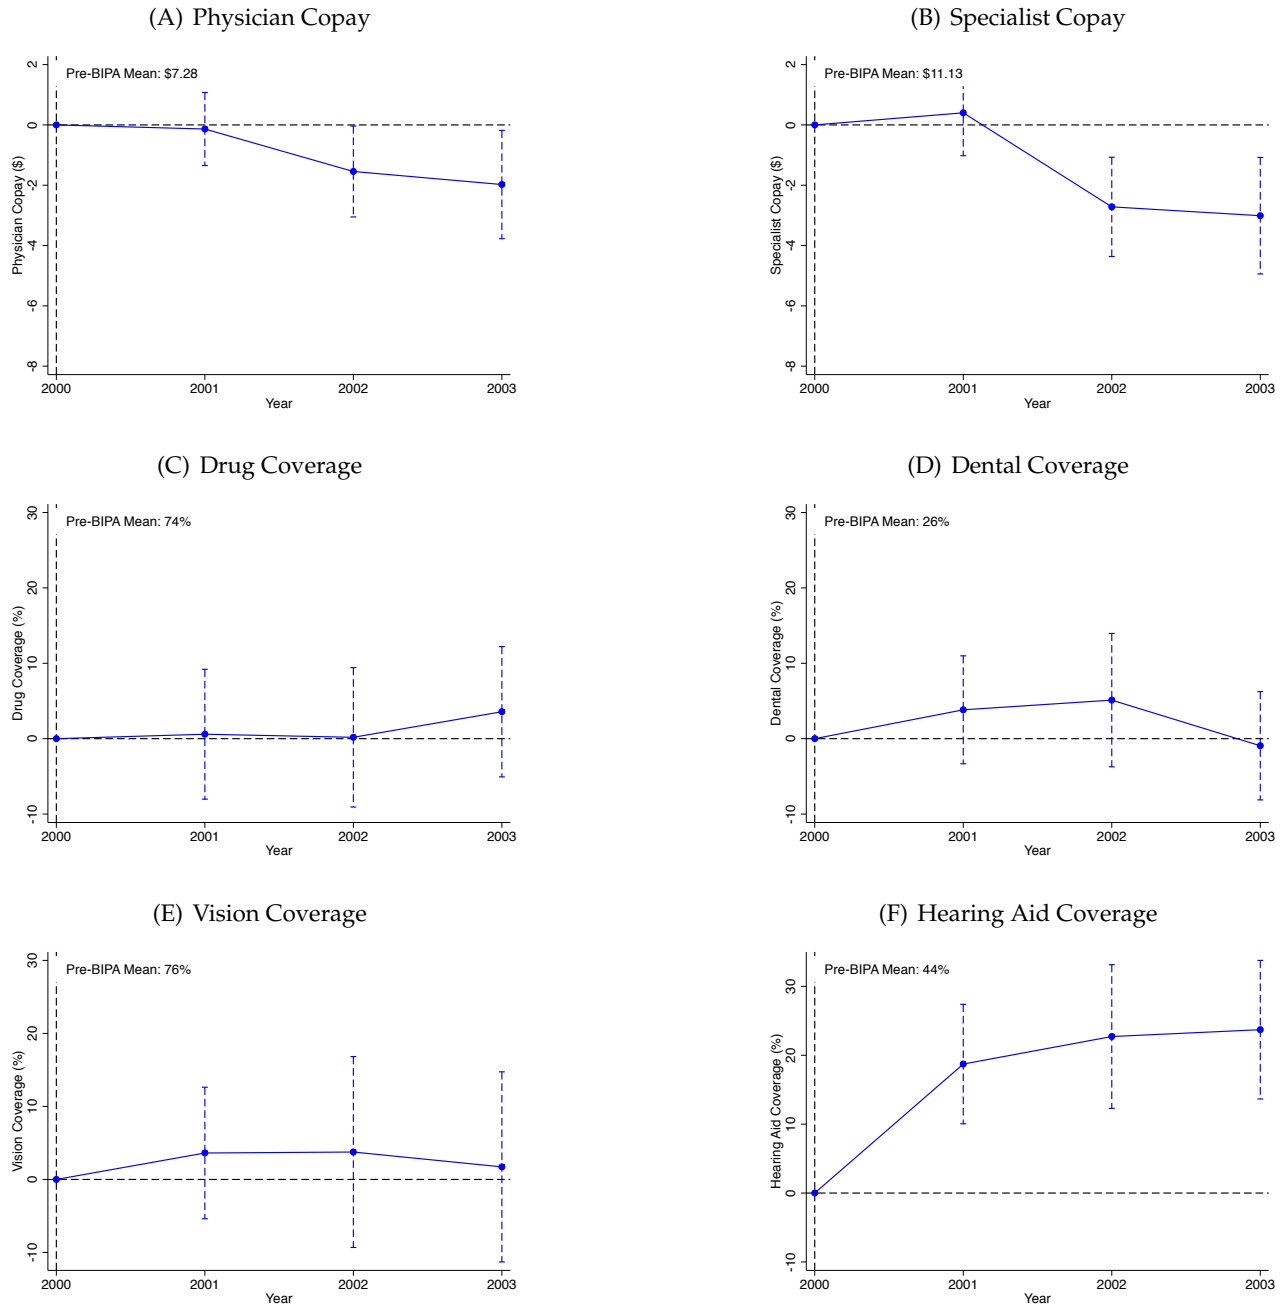 (A) Physician Copay
Pre-BIPA Mean: $7.28
Physician Copay ($)
2
0
-2
-4
-6
-8
2000 2001 2002 2003
Year
(B) Specialist Copay
Pre-BIPA Mean: $11.13
Specialist Copay ($)
2
0
-2
-4
-6
-8
2000 2001 2002 2003
Year
(C) Drug Coverage
Pre-BIPA Mean: 74%
Drug Coverage (%)
30
20
10
0
-10
2000 2001 2002 2003
Year
(D) Dental Coverage
Pre-BIPA Mean: 26%
Dental Coverage (%)
30
20
10
0
-10
2000 2001 2002 2003
Year
(E) Vision Coverage
Pre-BIPA Mean: 76%
Vision Coverage (%)
30
20
10
0
-10
2000 2001 2002 2003
Year
(F) Hearing Aid Coverage
Pre-BIPA Mean: 44%
Hearing Aid Coverage (%)
30
20
10
0
-10
2000 2001 2002 2003
Year